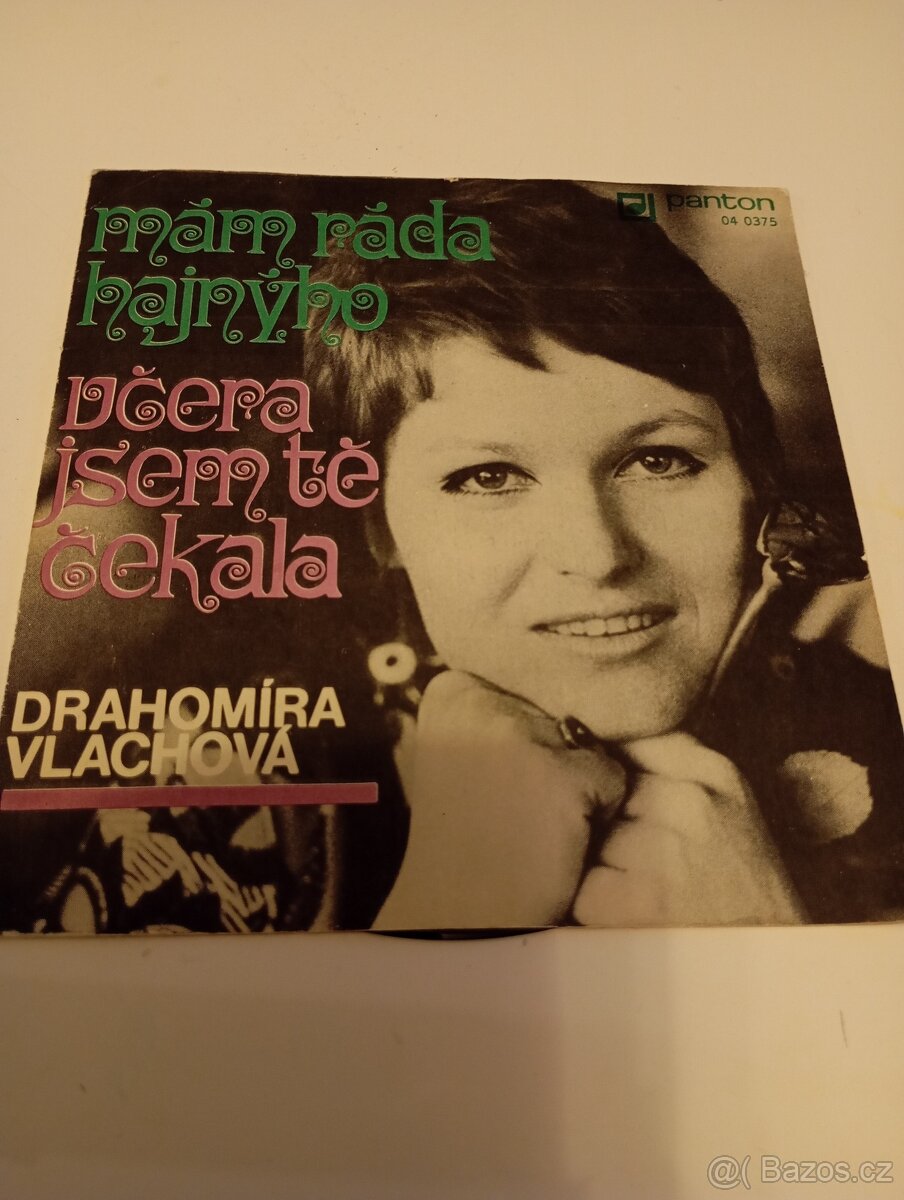 mám ráda
hajnýho
panton
04 0375
včera
jsem tě
čekala
DRAHOMÍRA
VLACHOVÁ
@( Bazos.cz